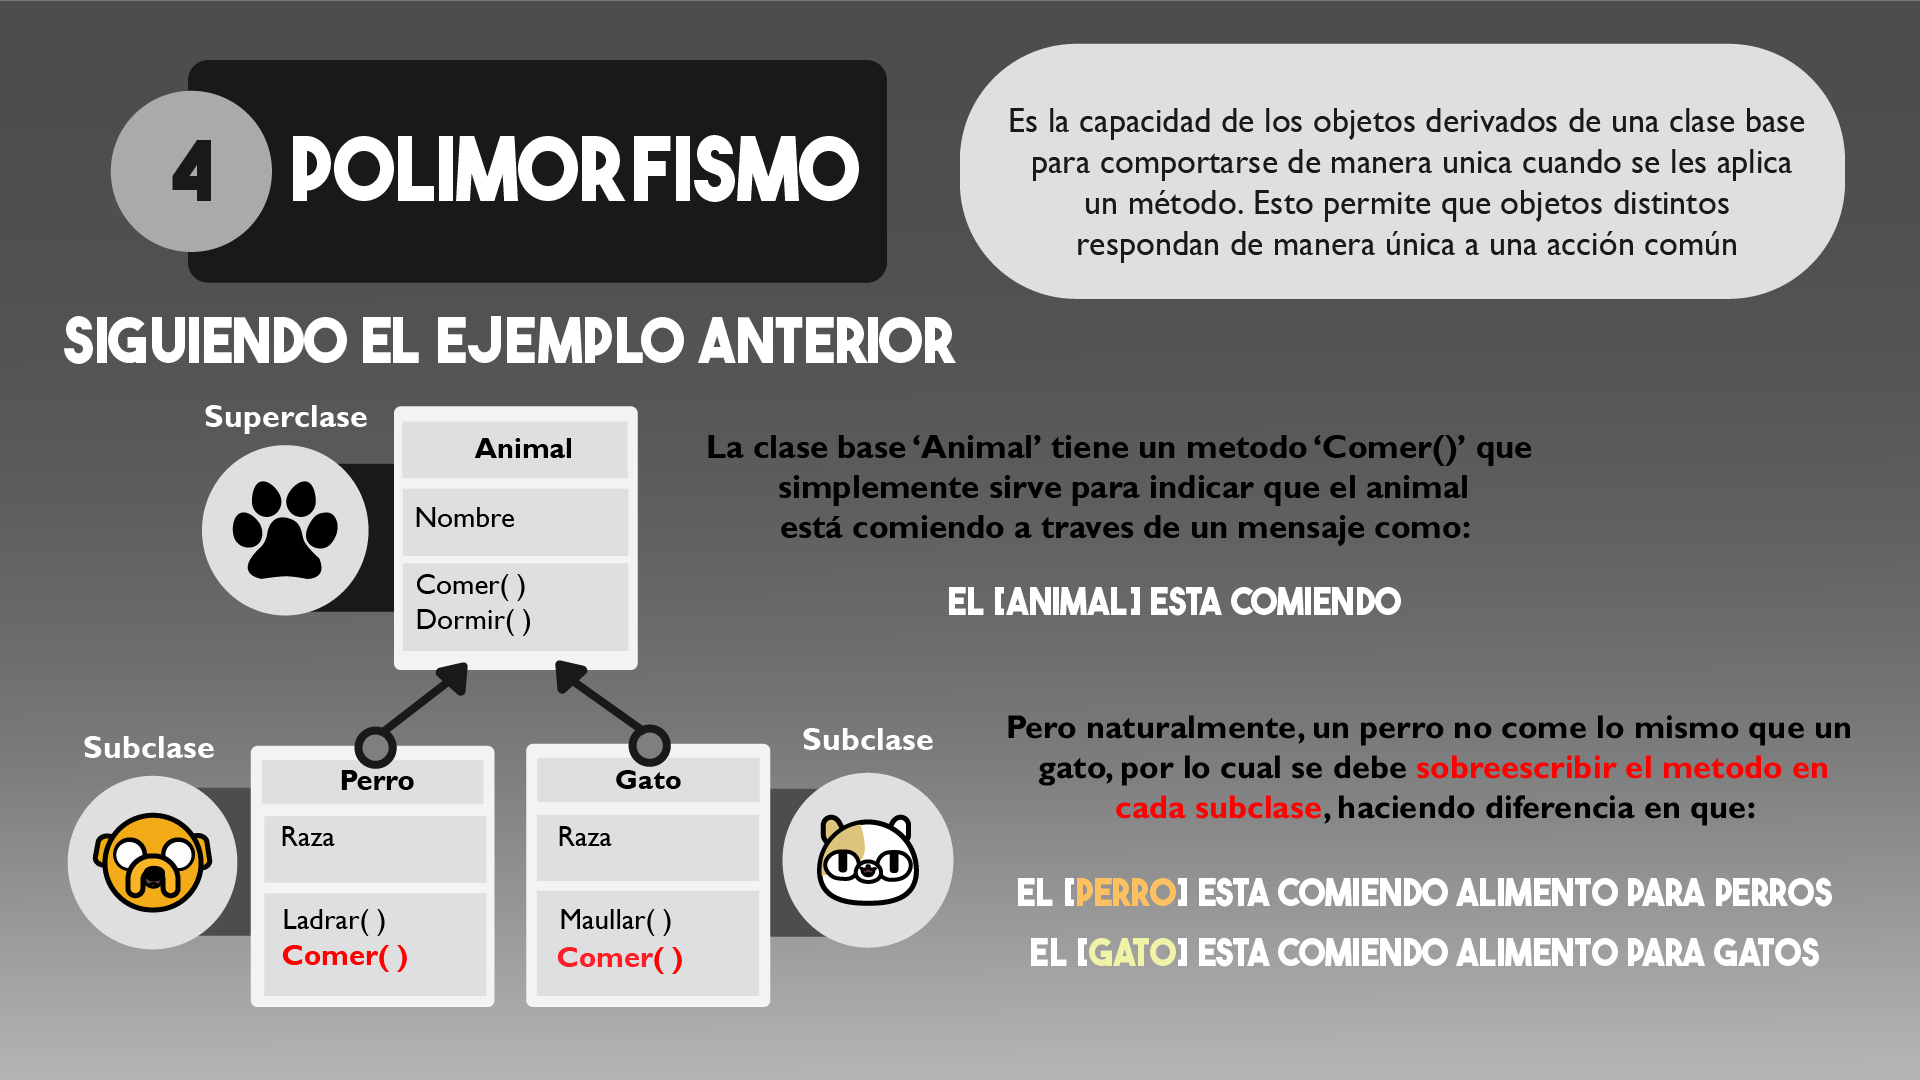 4
POLIMORFISMO
Es la capacidad de los objetos derivados de una clase base
para comportarse de manera unica cuando se les aplica
un método. Esto permite que objetos distintos
respondan de manera única a una acción común
SIGUIENDO EL EJEMPLO ANTERIOR
Superclase
Animal
Nombre
Comer( )
Dormir( )
La clase base ‘Animal’ tiene un metodo ‘Comer()’ que
simplemente sirve para indicar que el animal
está comiendo a traves de un mensaje como:
EL [ANIMAL] ESTA COMIENDO
Subclase
Perro
Raza
Ladrar( )
Comer( )
Gato
Raza
Maullar( )
Comer( )
Subclase
Pero naturalmente, un perro no come lo mismo que un
gato, por lo cual se debe sobreescribir el metodo en
cada subclase, haciendo diferencia en que:
EL [PERRO] ESTA COMIENDO ALIMENTO PARA PERROS
EL [GATO] ESTA COMIENDO ALIMENTO PARA GATOS